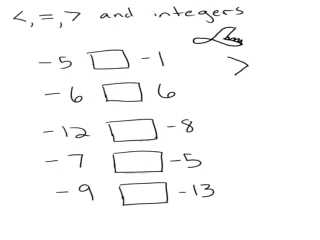 <, =, > and integers
>
-5 □ -1
-6 □ 6
-12 □ -8
-7 □ -5
-9 □ -13